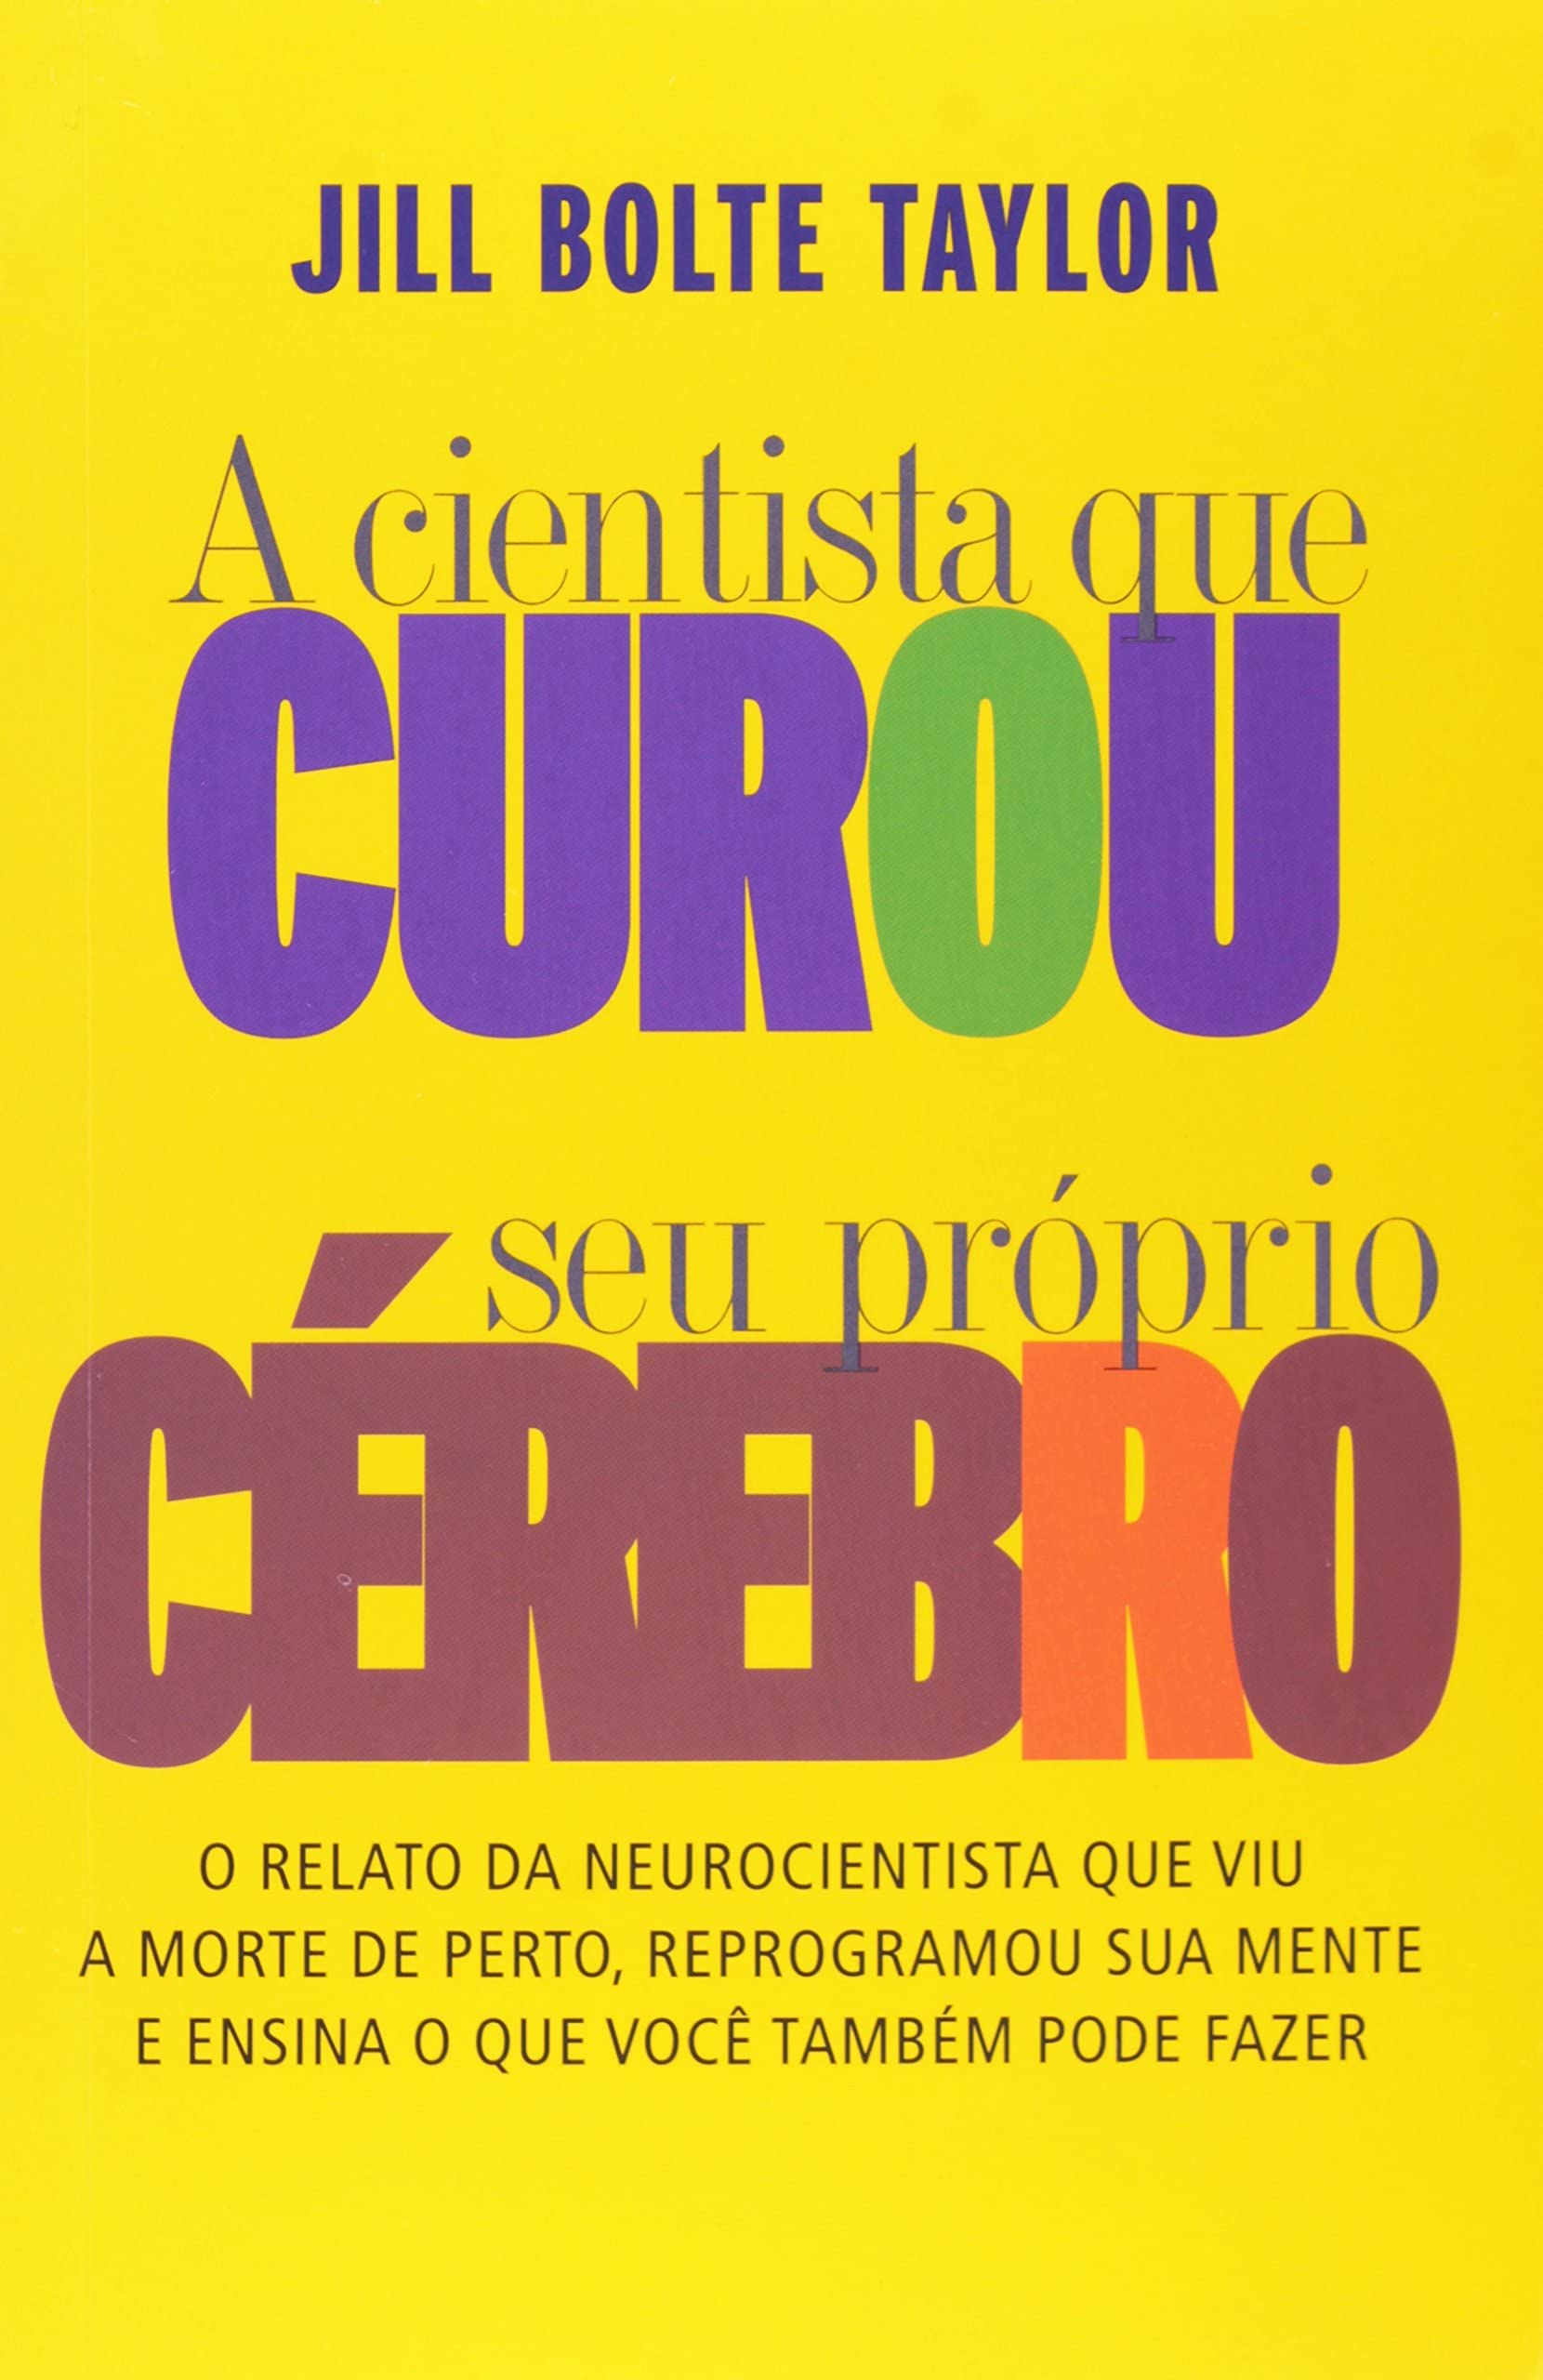 JILL BOLTE TAYLOR
A cientista que
CUROU
seu próprio
CÉREBRO
O RELATO DA NEUROCIENTISTA QUE VIU
A MORTE DE PERTO, REPROGRAMOU SUA MENTE
E ENSINA O QUE VOCÊ TAMBÉM PODE FAZER